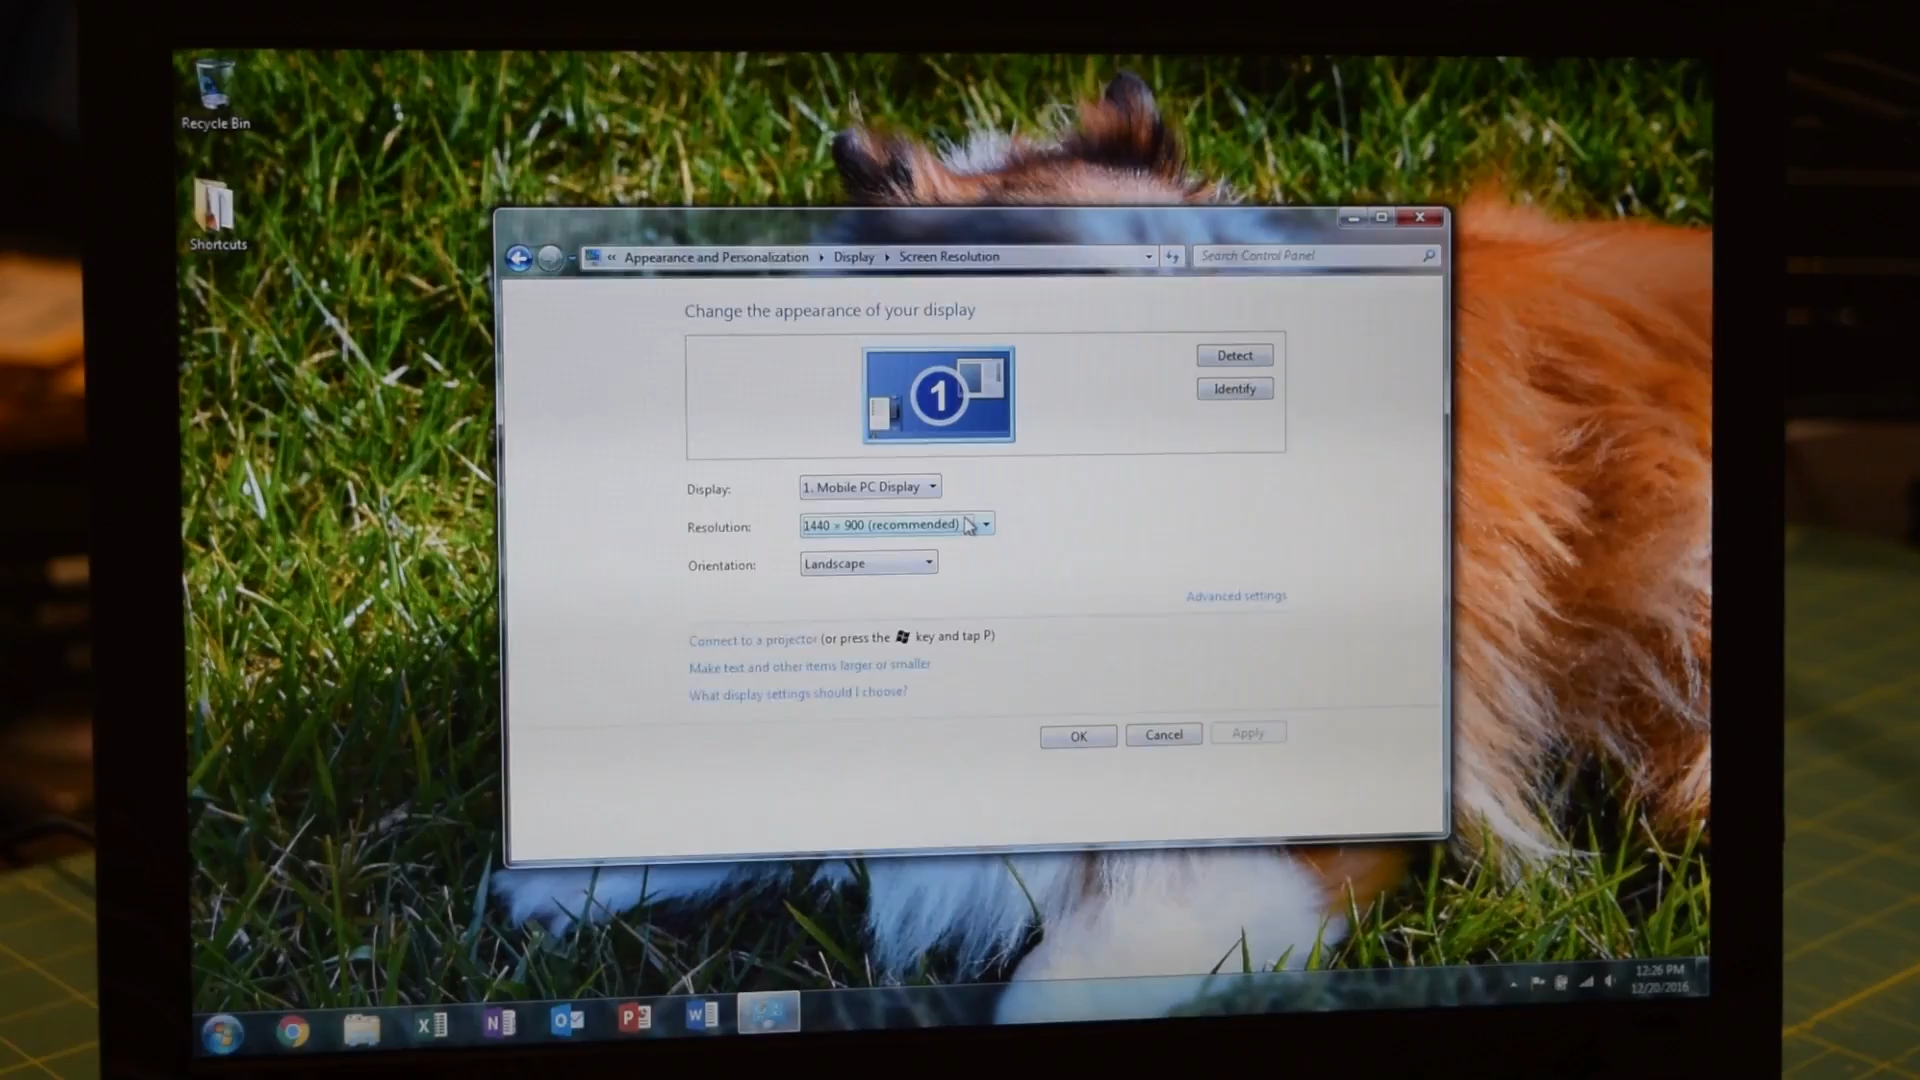 Recycle Bin
Shortcuts
« Appearance and Personalization Display Screen Resolution
Search Control Panel
Change the appearance of your display
1
Detect
Identify
Display: 1. Mobile PC Display
Resolution: 1440 × 900 (recommended)
Orientation: Landscape
Advanced settings
Connect to a projector (or press the key and tap P)
Make text and other items larger or smaller
What display settings should I choose?
OK Cancel Apply
12:26 PM
12/20/2016